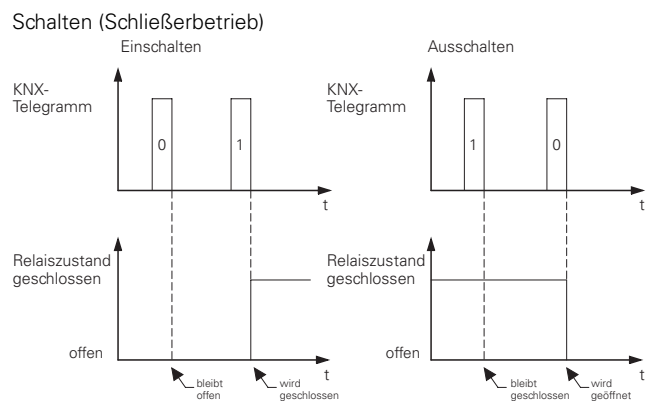 Schalten (Schließerbetrieb)
Einschalten
KNX-
Telegramm
0
1
t
Relaiszustand
geschlossen
offen
t
bleibt
offen
wird
geschlossen
Ausschalten
KNX-
Telegramm
1
0
t
Relaiszustand
geschlossen
offen
t
bleibt
geschlossen
wird
geöffnet